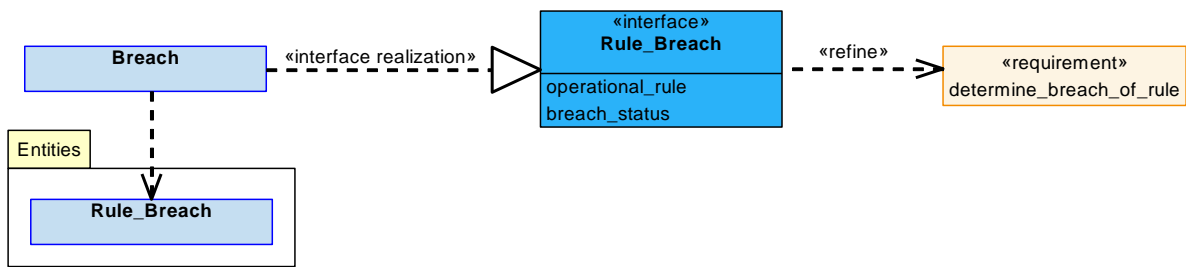 Breach
«interface realization»
«interface»
Rule_Breach
operational_rule
breach_status
«refine»
«requirement»
determine_breach_of_rule
Entities
Rule_Breach